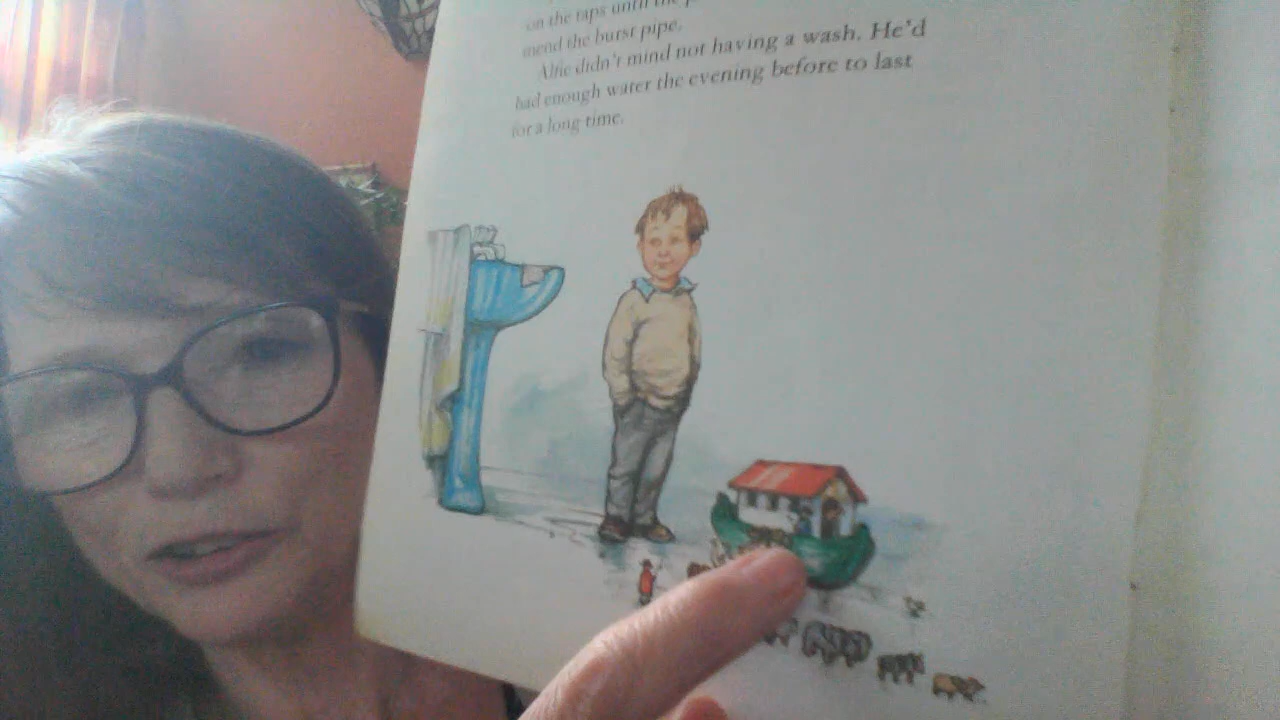 on the taps until the p
mend the burst pipe.
Alfie didn't mind not having a wash. He'd
had enough water the evening before to last
for a long time.